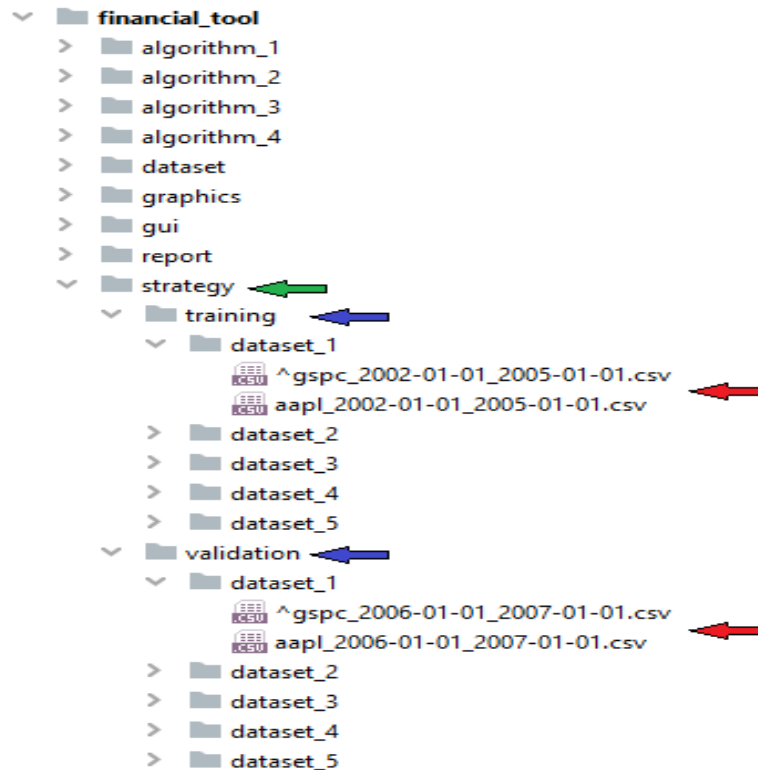 financial_tool
algorithm_1
algorithm_2
algorithm_3
algorithm_4
dataset
graphics
gui
report
strategy
training
dataset_1
^gspc_2002-01-01_2005-01-01.csv
aapl_2002-01-01_2005-01-01.csv
dataset_2
dataset_3
dataset_4
dataset_5
validation
dataset_1
^gspc_2006-01-01_2007-01-01.csv
aapl_2006-01-01_2007-01-01.csv
dataset_2
dataset_3
dataset_4
dataset_5